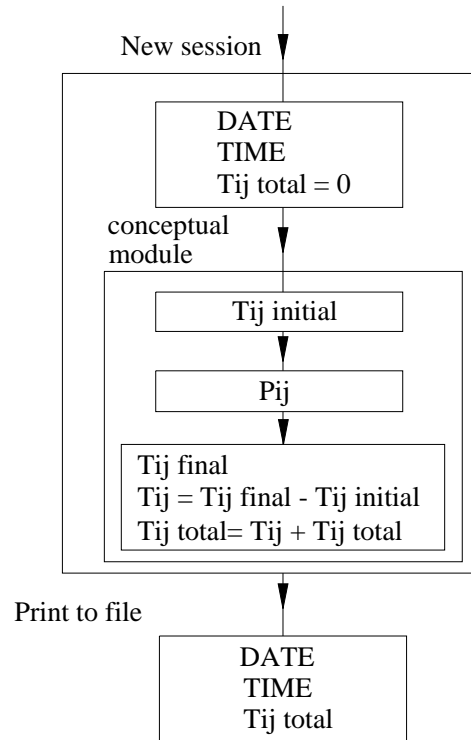 New session
DATE
TIME
Tij total = 0
conceptual
module
Tij initial
Pij
Tij final
Tij = Tij final - Tij initial
Tij total= Tij + Tij total
Print to file
DATE
TIME
Tij total